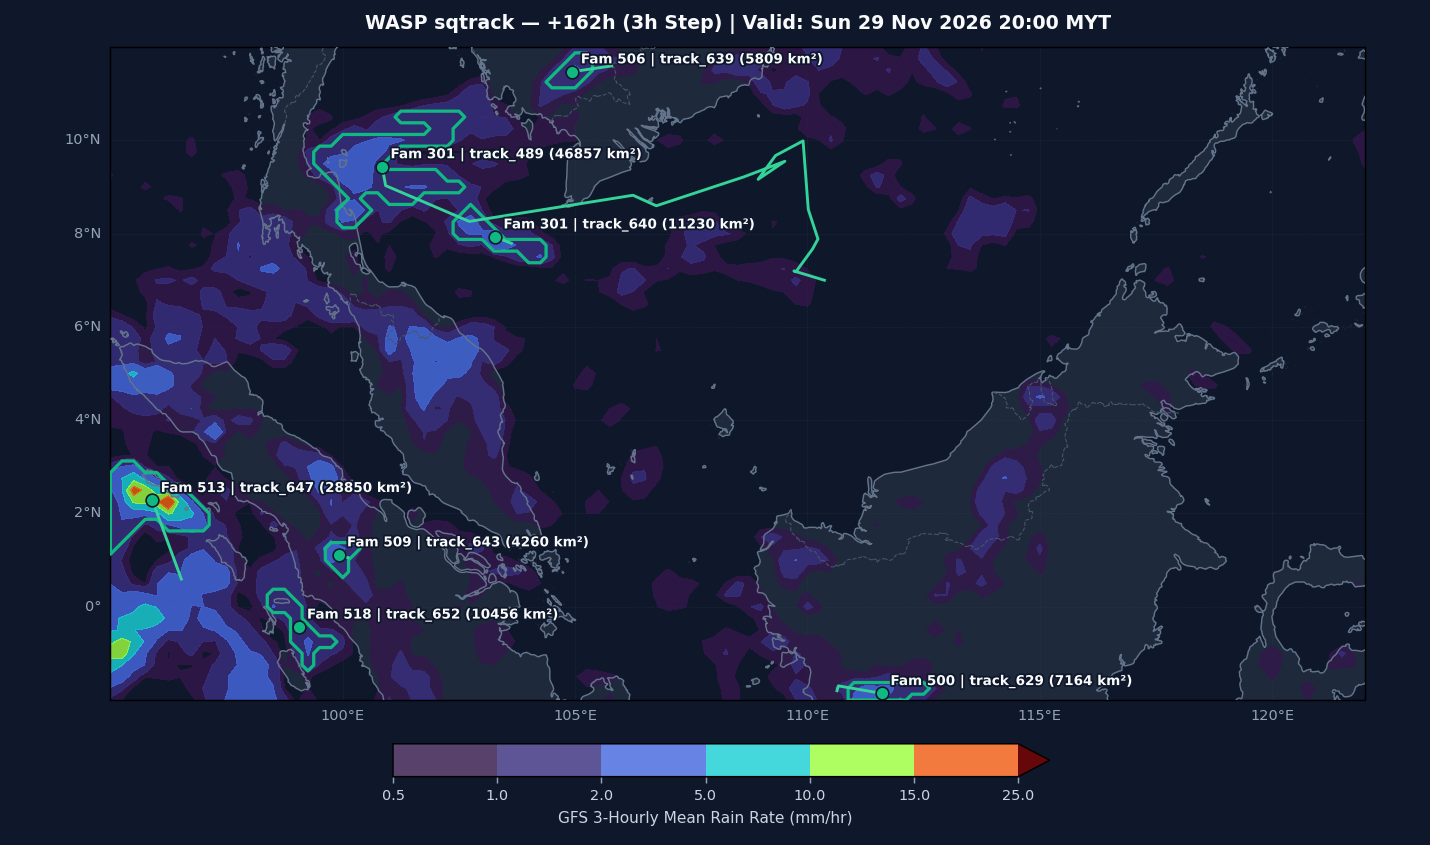 WASP sqtrack — +162h (3h Step) | Valid: Sun 29 Nov 2026 20:00 MYT
Fam 506 | track_639 (5809 km²)
10°N
Fam 301 | track_489 (46857 km²)
Fam 301 | track_640 (11230 km²)
8°N
6°N
4°N
Fam 513 | track_647 (28850 km²)
2°N
Fam 509 | track_643 (4260 km²)
0°
Fam 518 | track_652 (10456 km²)
Fam 500 | track_629 (7164 km²)
100°E 105°E 110°E 115°E 120°E
0.5 1.0 2.0 5.0 10.0 15.0 25.0
GFS 3-Hourly Mean Rain Rate (mm/hr)